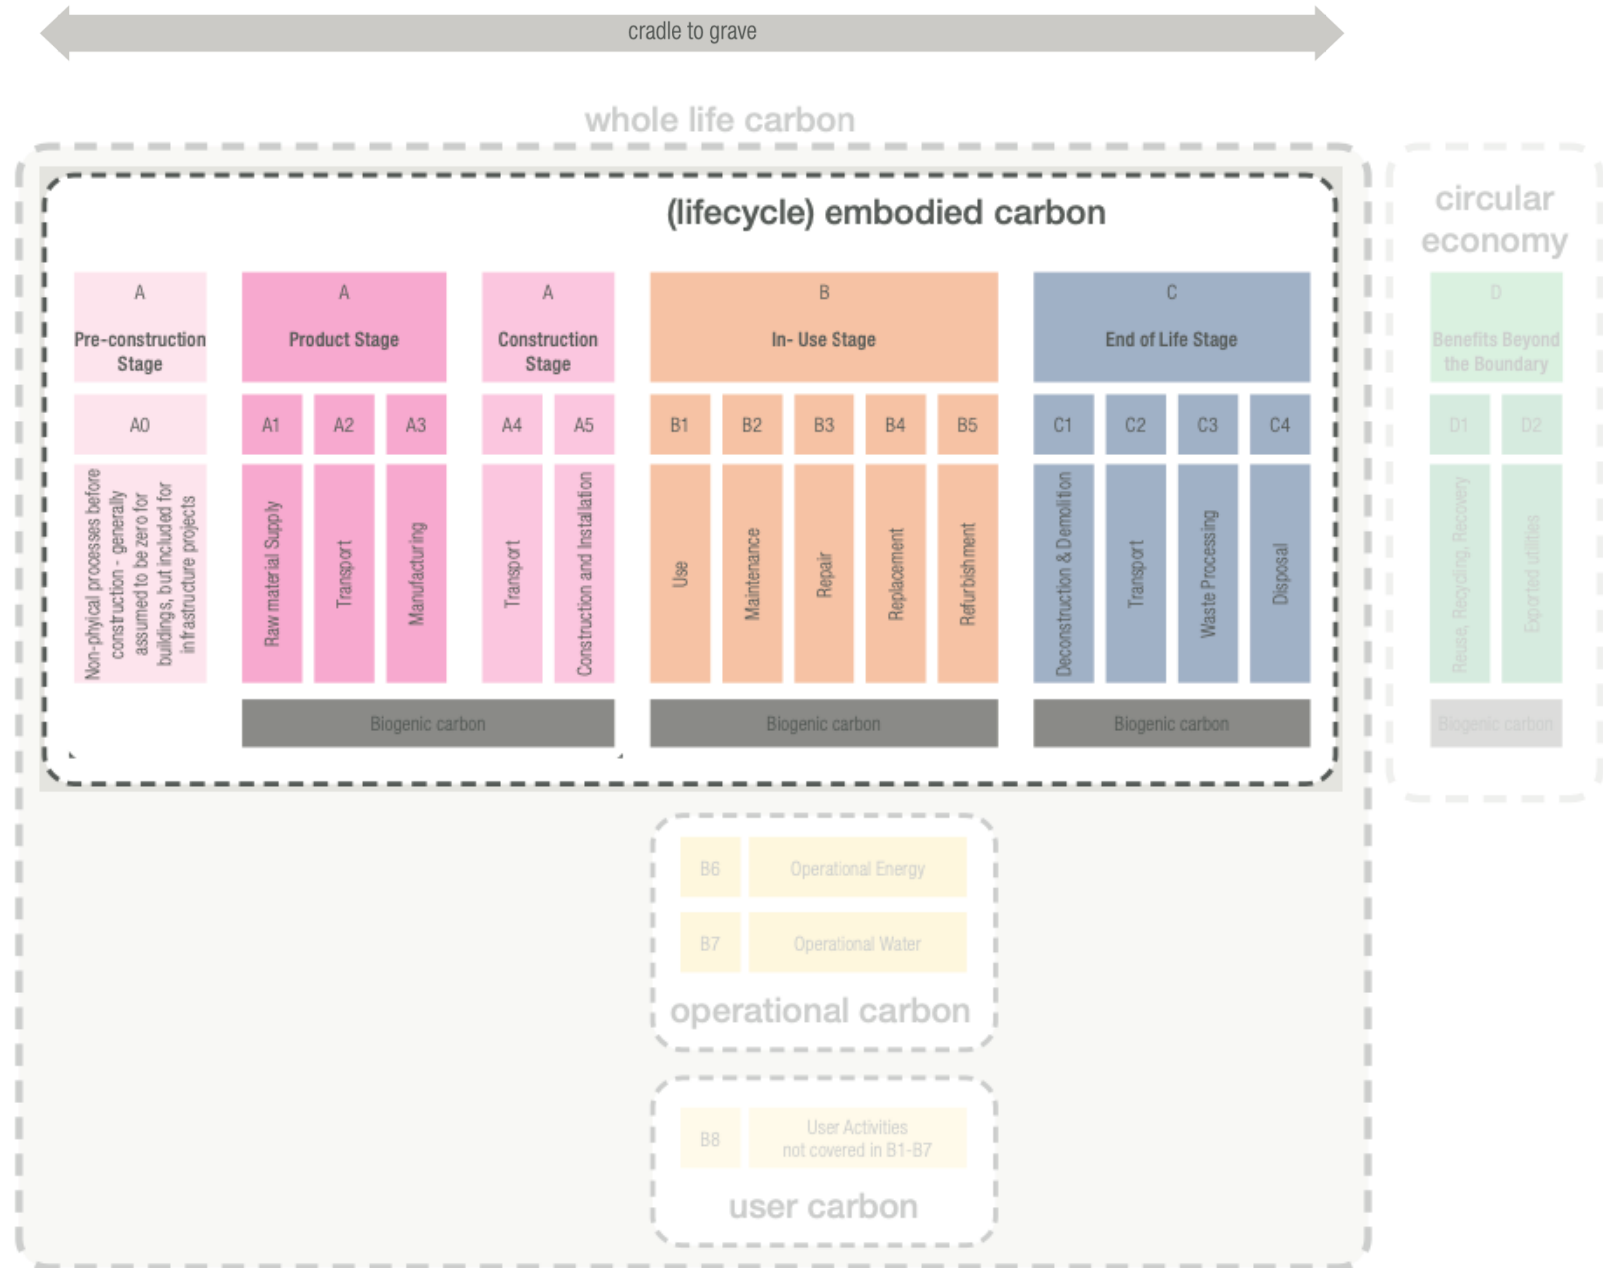 cradle to grave
whole life carbon
(lifecycle) embodied carbon
circular
economy
A
Pre-construction
Stage
A
Product Stage
A
Construction
Stage
B
In- Use Stage
C
End of Life Stage
D
Benefits Beyond
the Boundary
A0
A1
A2
A3
A4
A5
B1
B2
B3
B4
B5
C1
C2
C3
C4
D1
D2
Non-phyical processes before
construction - generally
assumed to be zero for
buildings, but included for
infrastructure projects
Raw material Supply
Transport
Manufacturing
Transport
Construction and Installation
Use
Maintenance
Repair
Replacement
Refurbishment
Deconstruction & Demolition
Transport
Waste Processing
Disposal
Reuse, Recycling, Recovery
Exported utilities
Biogenic carbon
Biogenic carbon
Biogenic carbon
Biogenic carbon
B6
Operational Energy
B7
Operational Water
operational carbon
B8
User Activities
not covered in B1-B7
user carbon